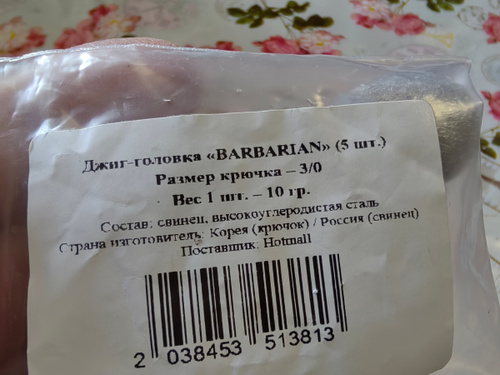 Джиг-головка «BARBARIAN» (5 шт.)
Размер крючка – 3/0
Вес 1 шт. – 10 гр.
Состав: свинец, высокоуглеродистая сталь
Страна изготовитель: Корея (крючок) / Россия (свинец)
Поставщик: Hotmall
2 038453 513813